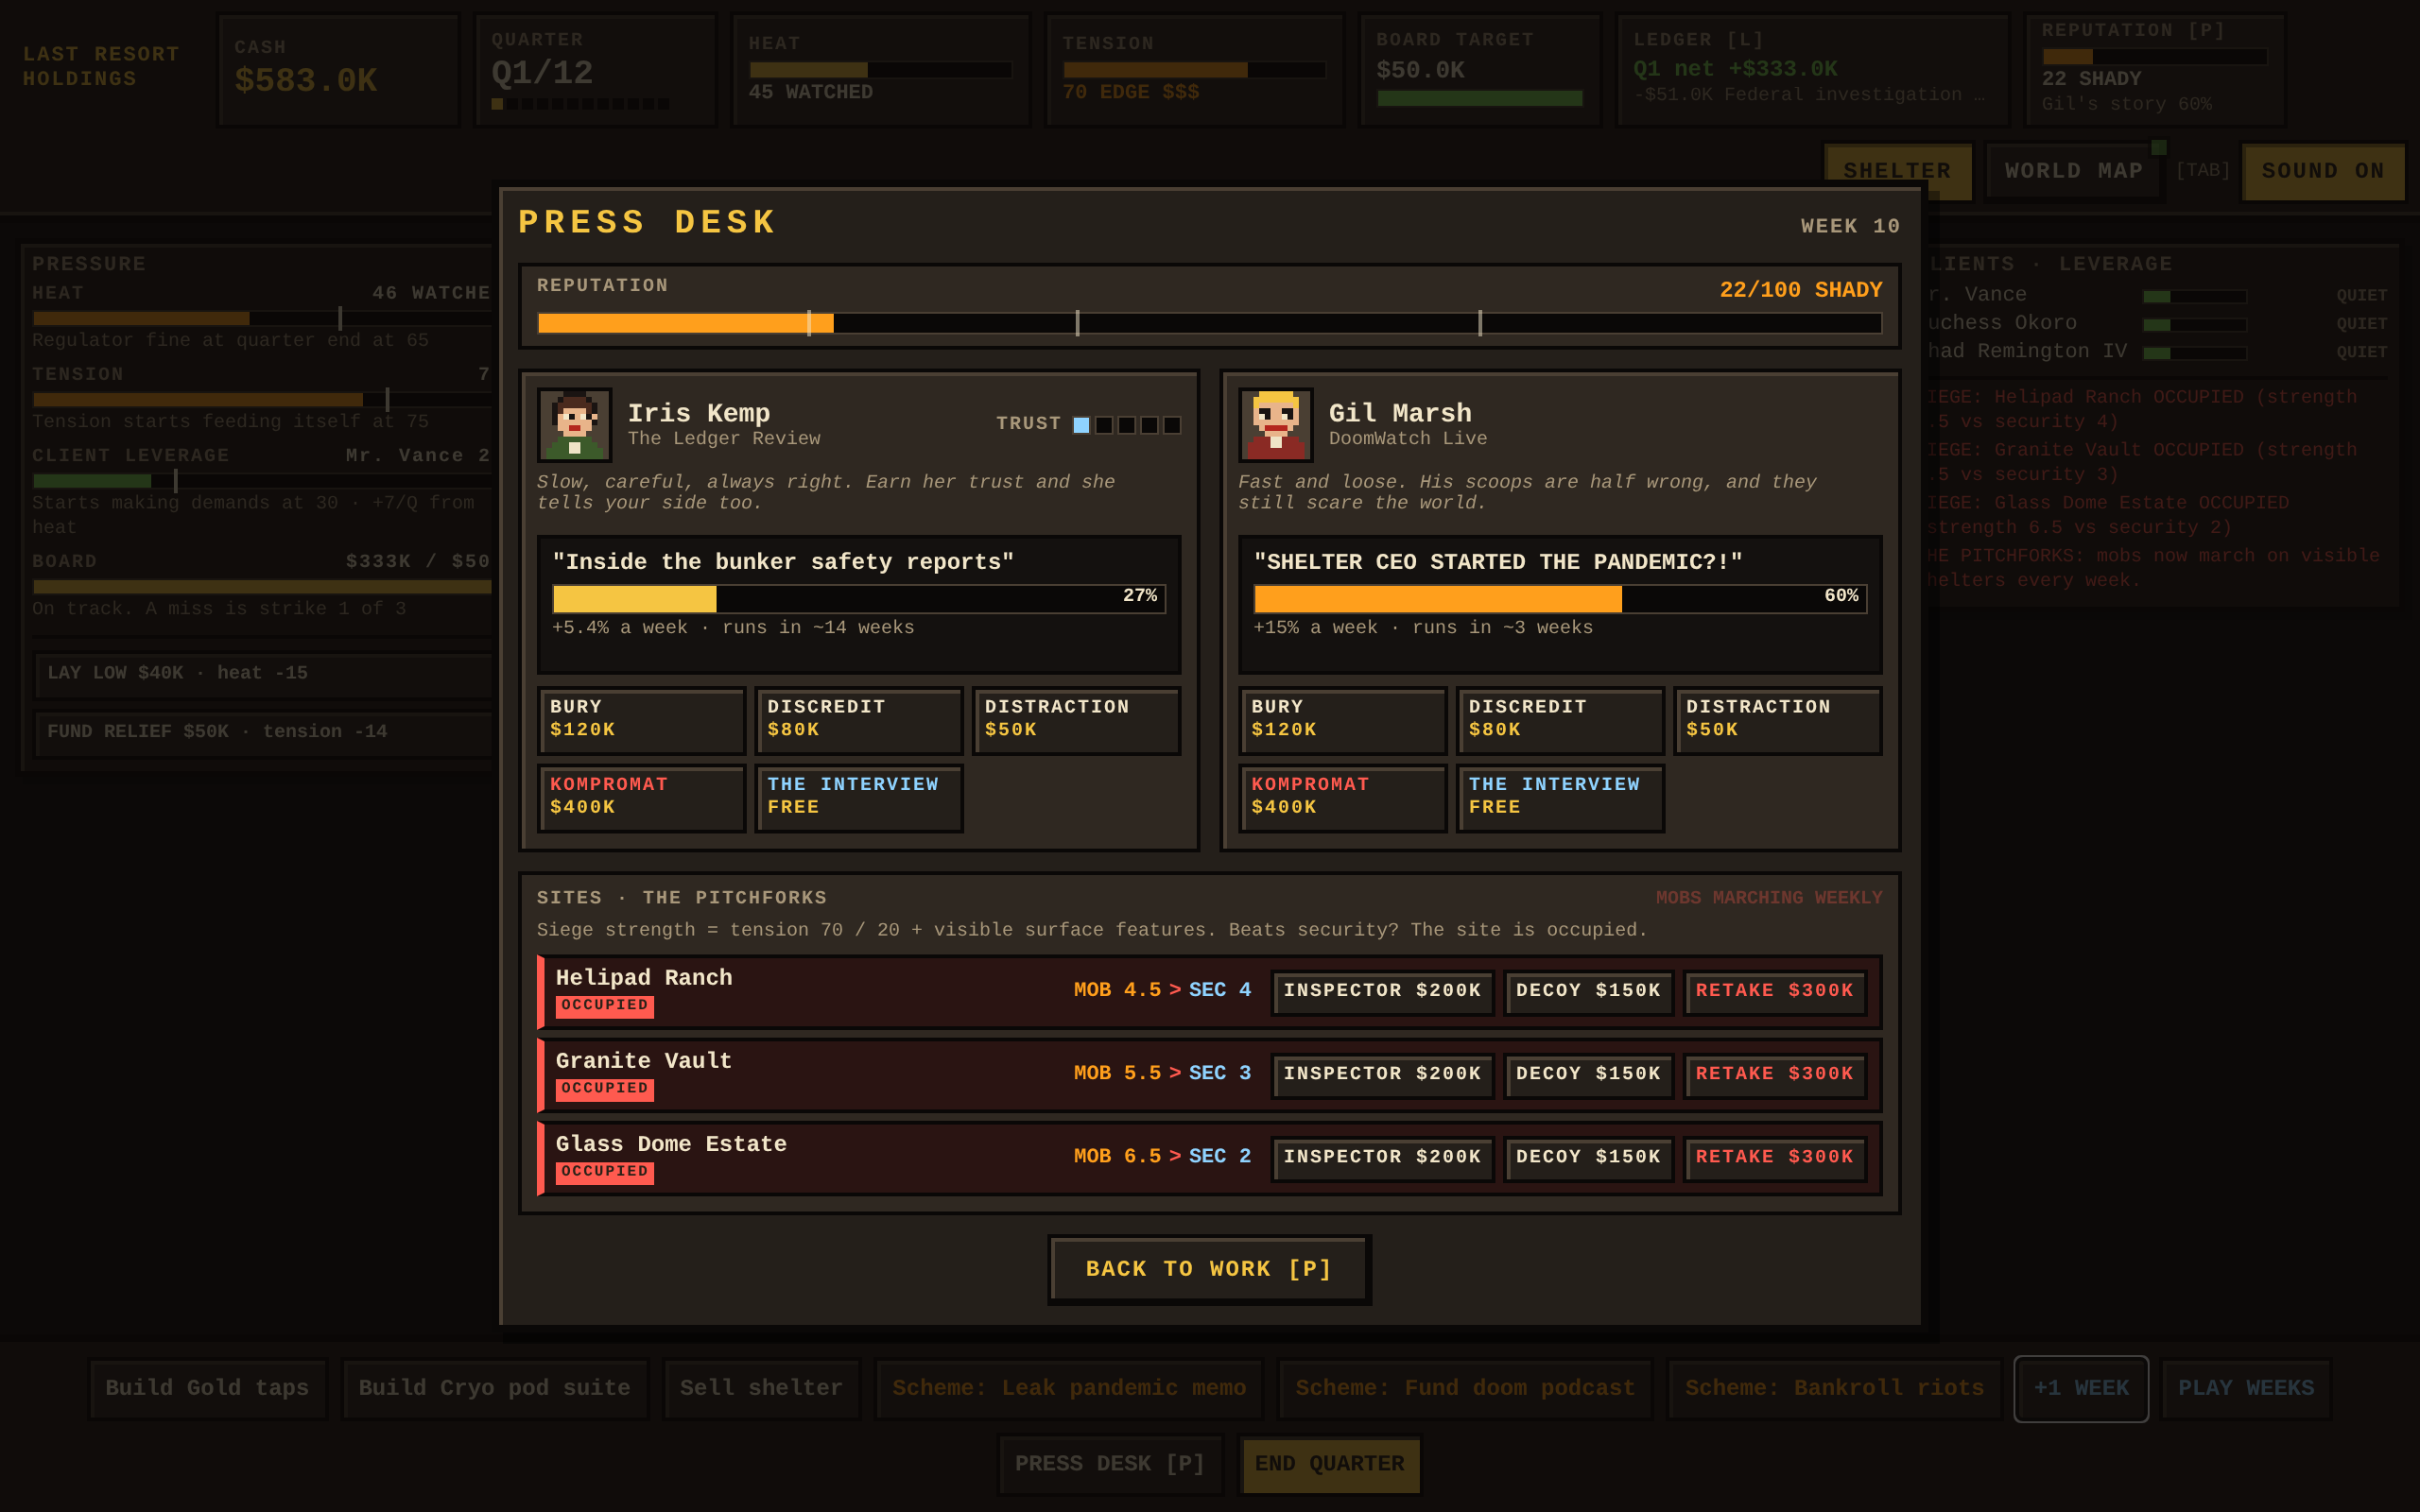 LAST RESORT
HOLDINGS
CASH
$583.0K
QUARTER
Q1/12
HEAT
45 WATCHED
TENSION
70 EDGE $$$
BOARD TARGET
$50.0K
LEDGER [L]
Q1 net +$333.0K
-$51.0K Federal investigation …
REPUTATION [P]
22 SHADY
Gil's story 60%
SHELTER
WORLD MAP
[TAB]
SOUND ON
PRESSURE
HEAT
46 WATCHE
Regulator fine at quarter end at 65
TENSION
7
Tension starts feeding itself at 75
CLIENT LEVERAGE
Mr. Vance 2
Starts making demands at 30 · +7/Q from
heat
BOARD
$333K / $50
On track. A miss is strike 1 of 3
LAY LOW $40K · heat -15
FUND RELIEF $50K · tension -14
PRESS DESK
WEEK 10
REPUTATION
22/100 SHADY
Iris Kemp
The Ledger Review
TRUST
Slow, careful, always right. Earn her trust and she
tells your side too.
"Inside the bunker safety reports"
27%
+5.4% a week · runs in ~14 weeks
BURY
$120K
DISCREDIT
$80K
DISTRACTION
$50K
KOMPROMAT
$400K
THE INTERVIEW
FREE
Gil Marsh
DoomWatch Live
Fast and loose. His scoops are half wrong, and they
still scare the world.
"SHELTER CEO STARTED THE PANDEMIC?!"
60%
+15% a week · runs in ~3 weeks
BURY
$120K
DISCREDIT
$80K
DISTRACTION
$50K
KOMPROMAT
$400K
THE INTERVIEW
FREE
SITES · THE PITCHFORKS
MOBS MARCHING WEEKLY
Siege strength = tension 70 / 20 + visible surface features. Beats security? The site is occupied.
Helipad Ranch
OCCUPIED
MOB 4.5 > SEC 4
INSPECTOR $200K
DECOY $150K
RETAKE $300K
Granite Vault
OCCUPIED
MOB 5.5 > SEC 3
INSPECTOR $200K
DECOY $150K
RETAKE $300K
Glass Dome Estate
OCCUPIED
MOB 6.5 > SEC 2
INSPECTOR $200K
DECOY $150K
RETAKE $300K
BACK TO WORK [P]
LIENTS · LEVERAGE
r. Vance
QUIET
uchess Okoro
QUIET
had Remington IV
QUIET
IEGE: Helipad Ranch OCCUPIED (strength
.5 vs security 4)
IEGE: Granite Vault OCCUPIED (strength
.5 vs security 3)
IEGE: Glass Dome Estate OCCUPIED
strength 6.5 vs security 2)
HE PITCHFORKS: mobs now march on visible
helters every week.
Build Gold taps
Build Cryo pod suite
Sell shelter
Scheme: Leak pandemic memo
Scheme: Fund doom podcast
Scheme: Bankroll riots
+1 WEEK
PLAY WEEKS
PRESS DESK [P]
END QUARTER